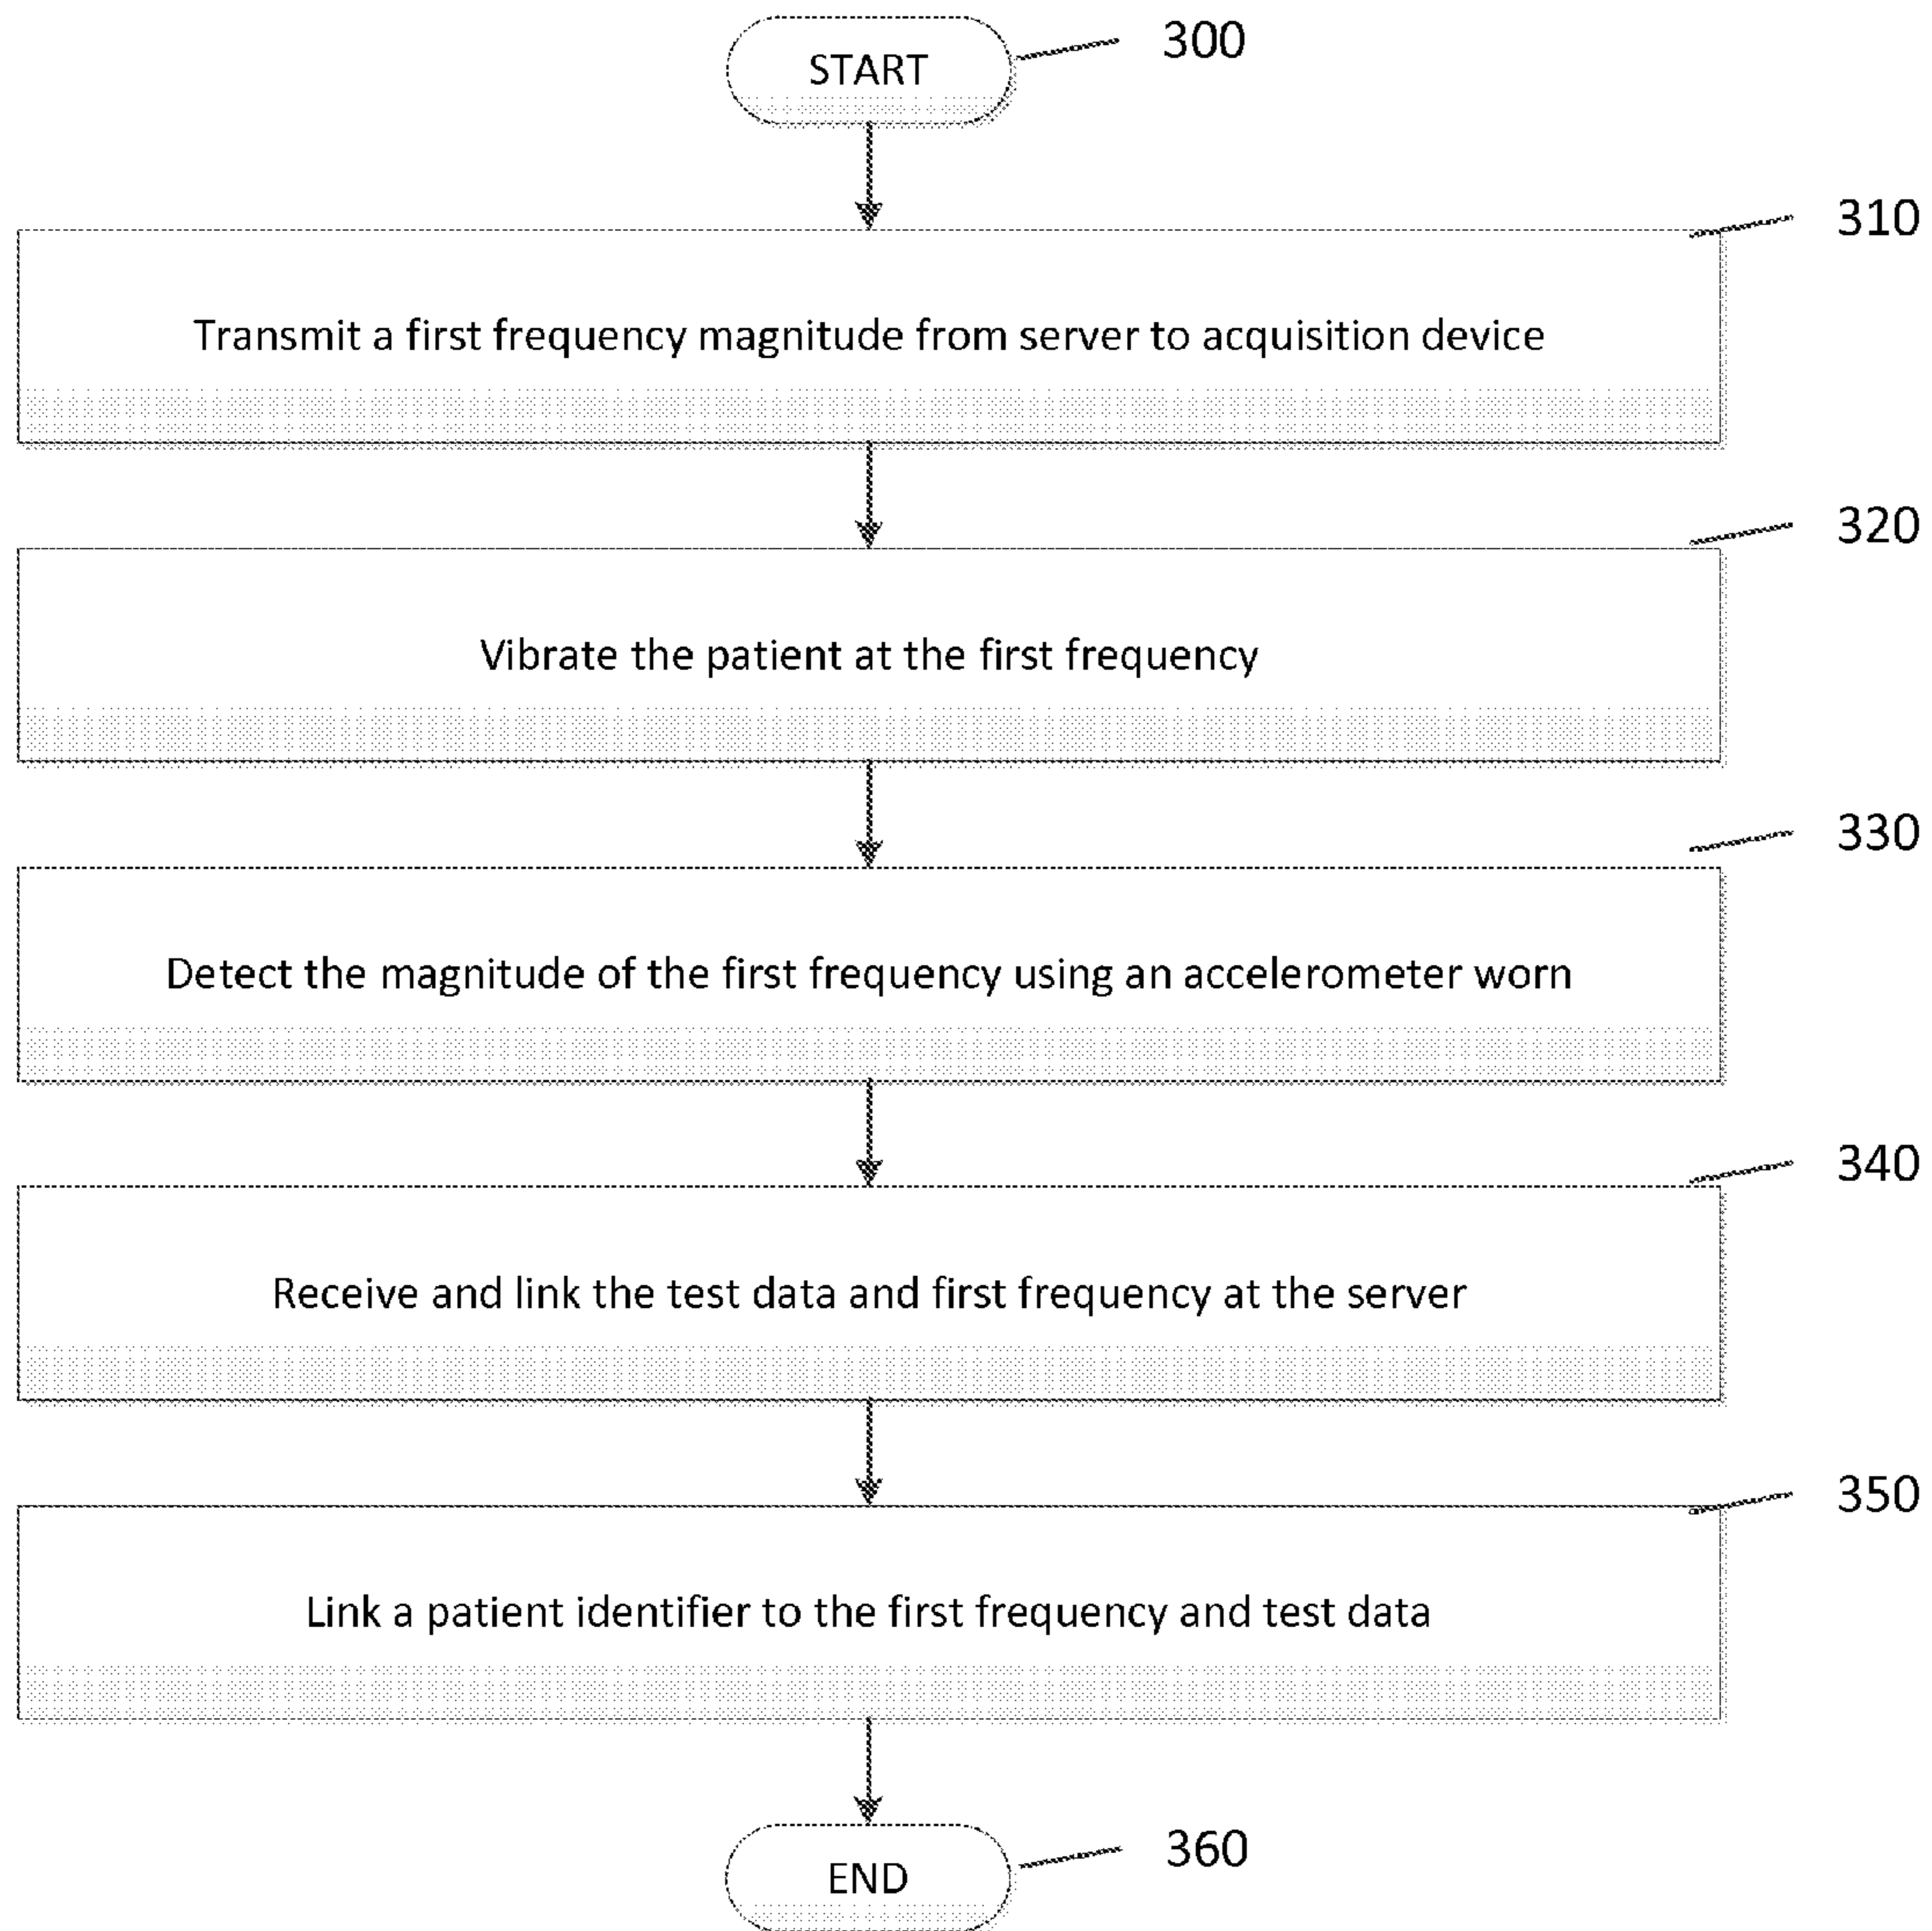 START
300
310
Transmit a first frequency magnitude from server to acquisition device
320
Vibrate the patient at the first frequency
330
Detect the magnitude of the first frequency using an accelerometer worn
340
Receive and link the test data and first frequency at the server
350
Link a patient identifier to the first frequency and test data
360
END